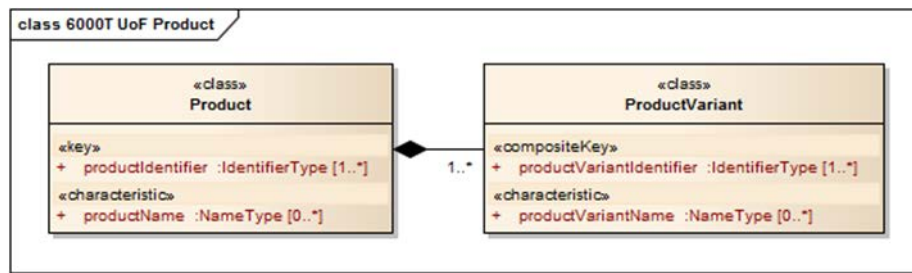 class 6000T UoF Product
«class»
Product
«key»
+ productIdentifier :IdentifierType [1..*]
«characteristic»
+ productName :NameType [0..*]
1..*
«class»
ProductVariant
«compositeKey»
+ productVariantIdentifier :IdentifierType [1..*]
«characteristic»
+ productVariantName :NameType [0..*]